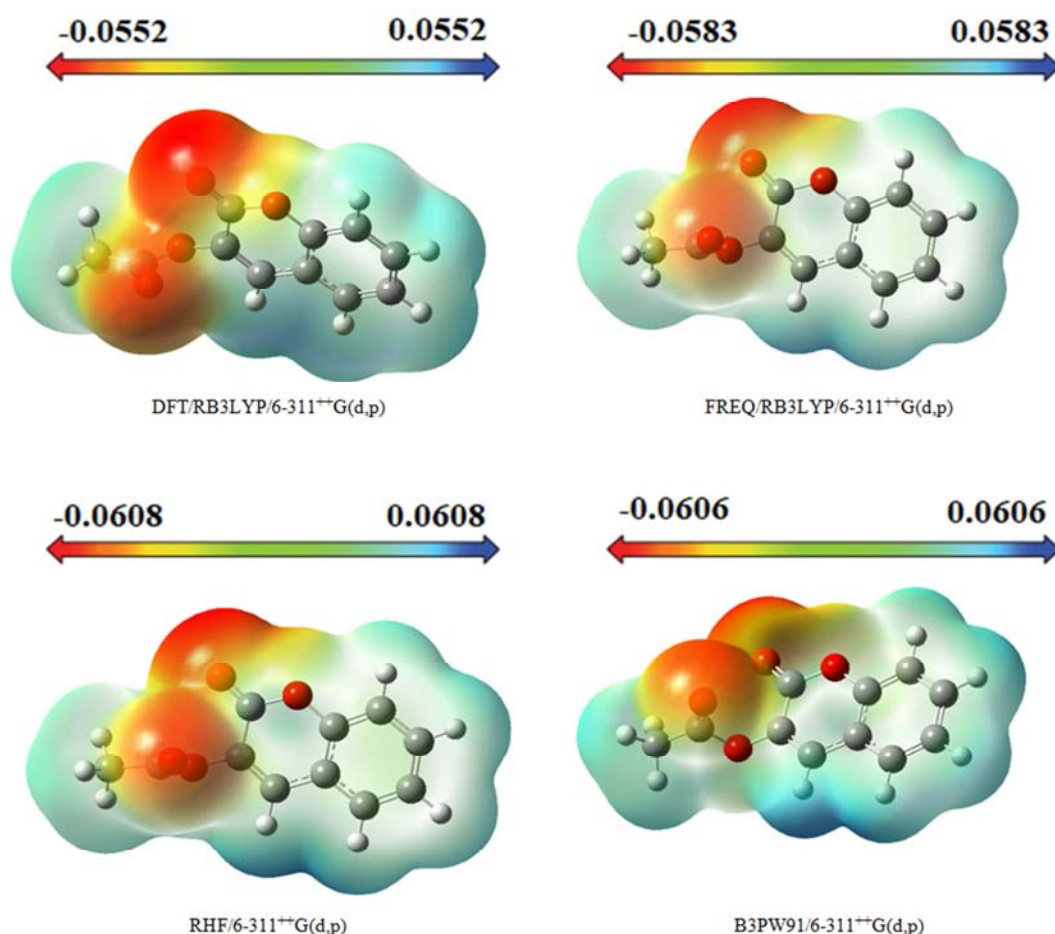 -0.0552 0.0552
-0.0583 0.0583
DFT/RB3LYP/6-311⁺⁺G(d,p)
FREQ/RB3LYP/6-311⁺⁺G(d,p)
-0.0608 0.0608
-0.0606 0.0606
RHF/6-311⁺⁺G(d,p)
B3PW91/6-311⁺⁺G(d,p)